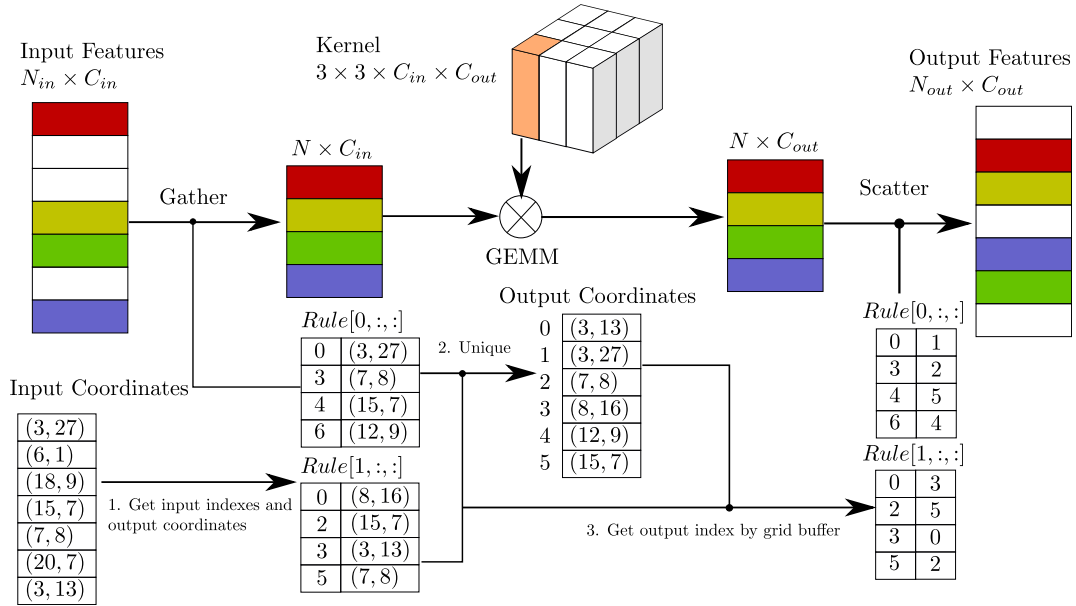 Input Features
N_in × C_in
Kernel
3 × 3 × C_in × C_out
Output Features
N_out × C_out
N × C_in
N × C_out
Gather
Scatter
GEMM
Input Coordinates
(3, 27)
(6, 1)
(18, 9)
(15, 7)
(7, 8)
(20, 7)
(3, 13)
1. Get input indexes and
output coordinates
Rule[0, :, :]
0 (3, 27)
3 (7, 8)
4 (15, 7)
6 (12, 9)
Rule[1, :, :]
0 (8, 16)
2 (15, 7)
3 (3, 13)
5 (7, 8)
2. Unique
Output Coordinates
0 (3, 13)
1 (3, 27)
2 (7, 8)
3 (8, 16)
4 (12, 9)
5 (15, 7)
3. Get output index by grid buffer
Rule[0, :, :]
0 1
3 2
4 5
6 4
Rule[1, :, :]
0 3
2 5
3 0
5 2